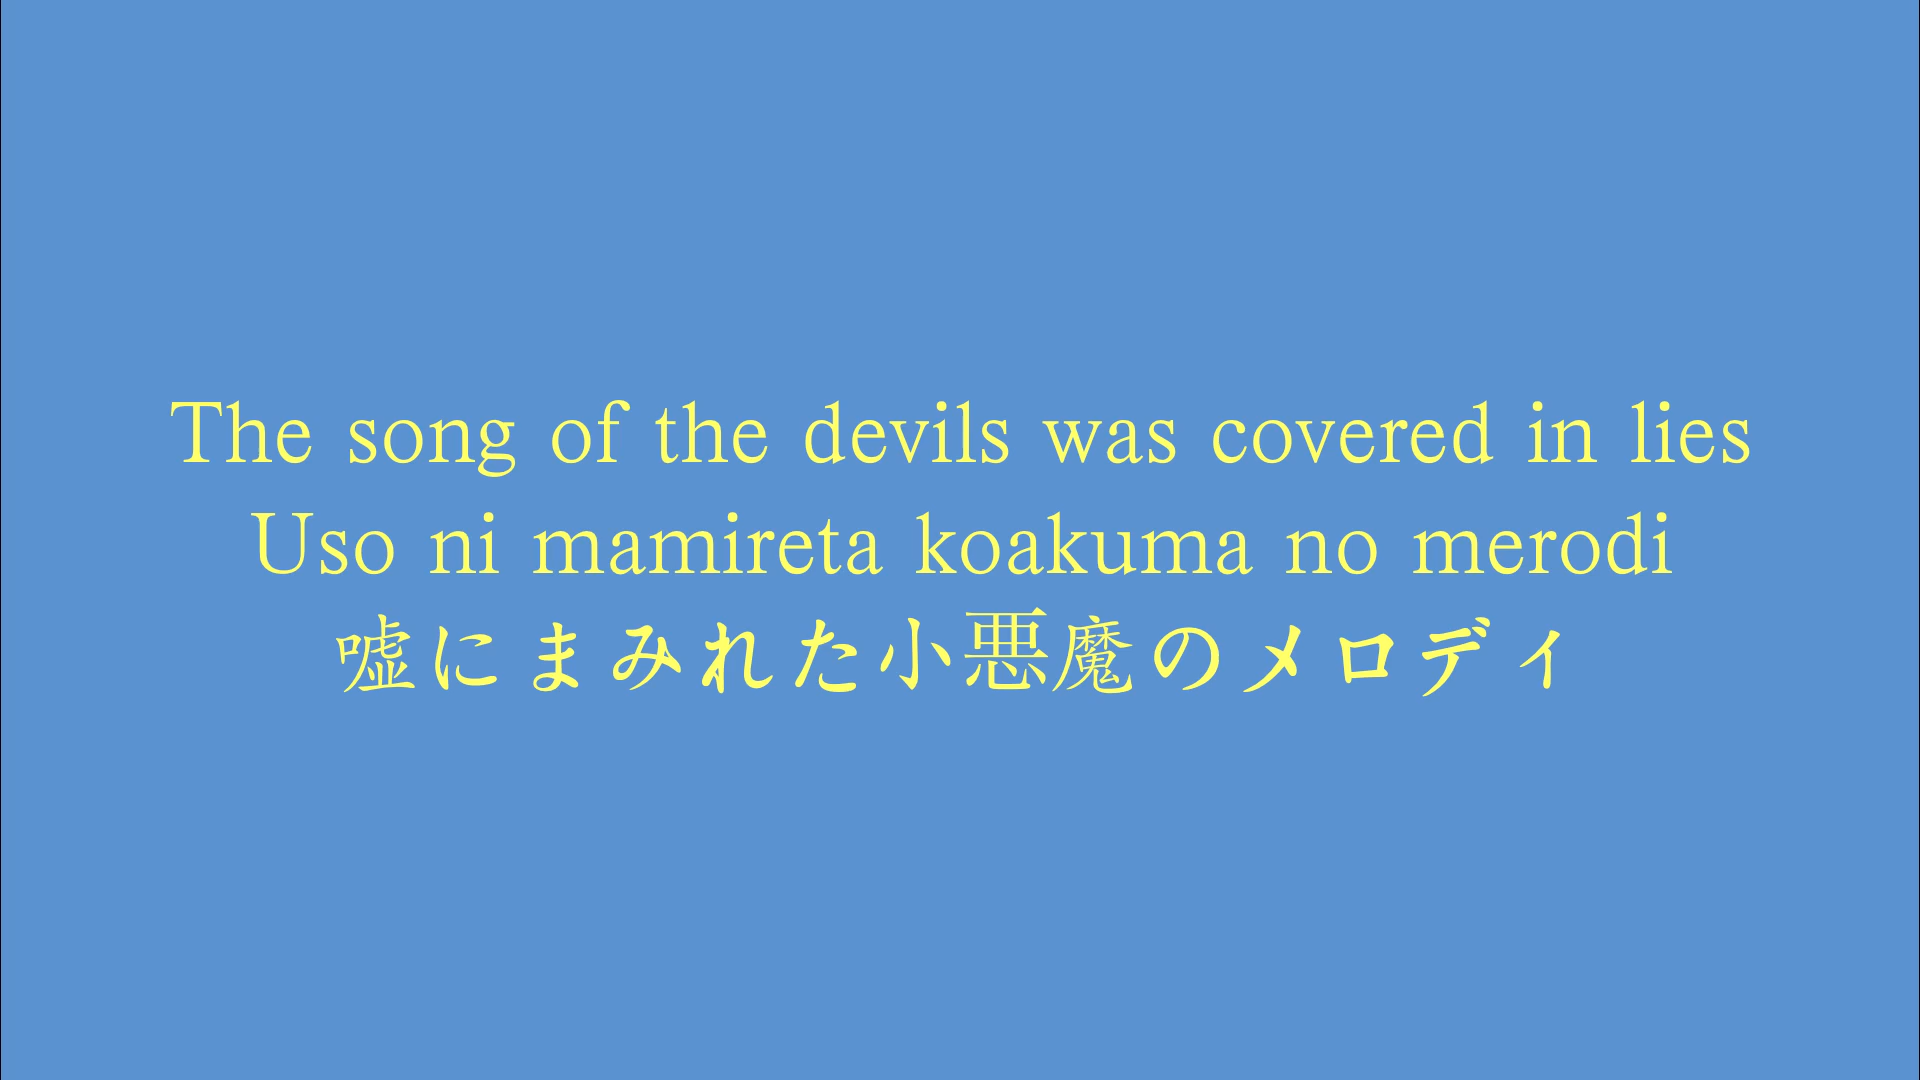 The song of the devils was covered in lies
Uso ni mamireta koakuma no merodi
嘘にまみれた小悪魔のメロディ